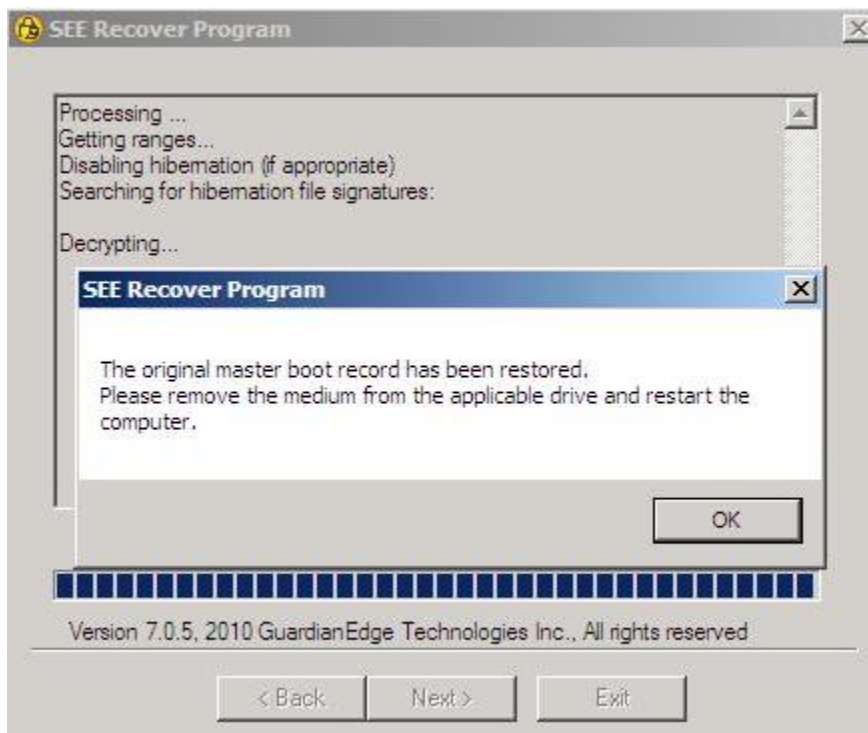 SEE Recover Program
Processing ...
Getting ranges...
Disabling hibernation (if appropriate)
Searching for hibernation file signatures:
Decrypting...
SEE Recover Program
The original master boot record has been restored.
Please remove the medium from the applicable drive and restart the
computer.
OK
Version 7.0.5, 2010 GuardianEdge Technologies Inc., All rights reserved
< Back
Next >
Exit